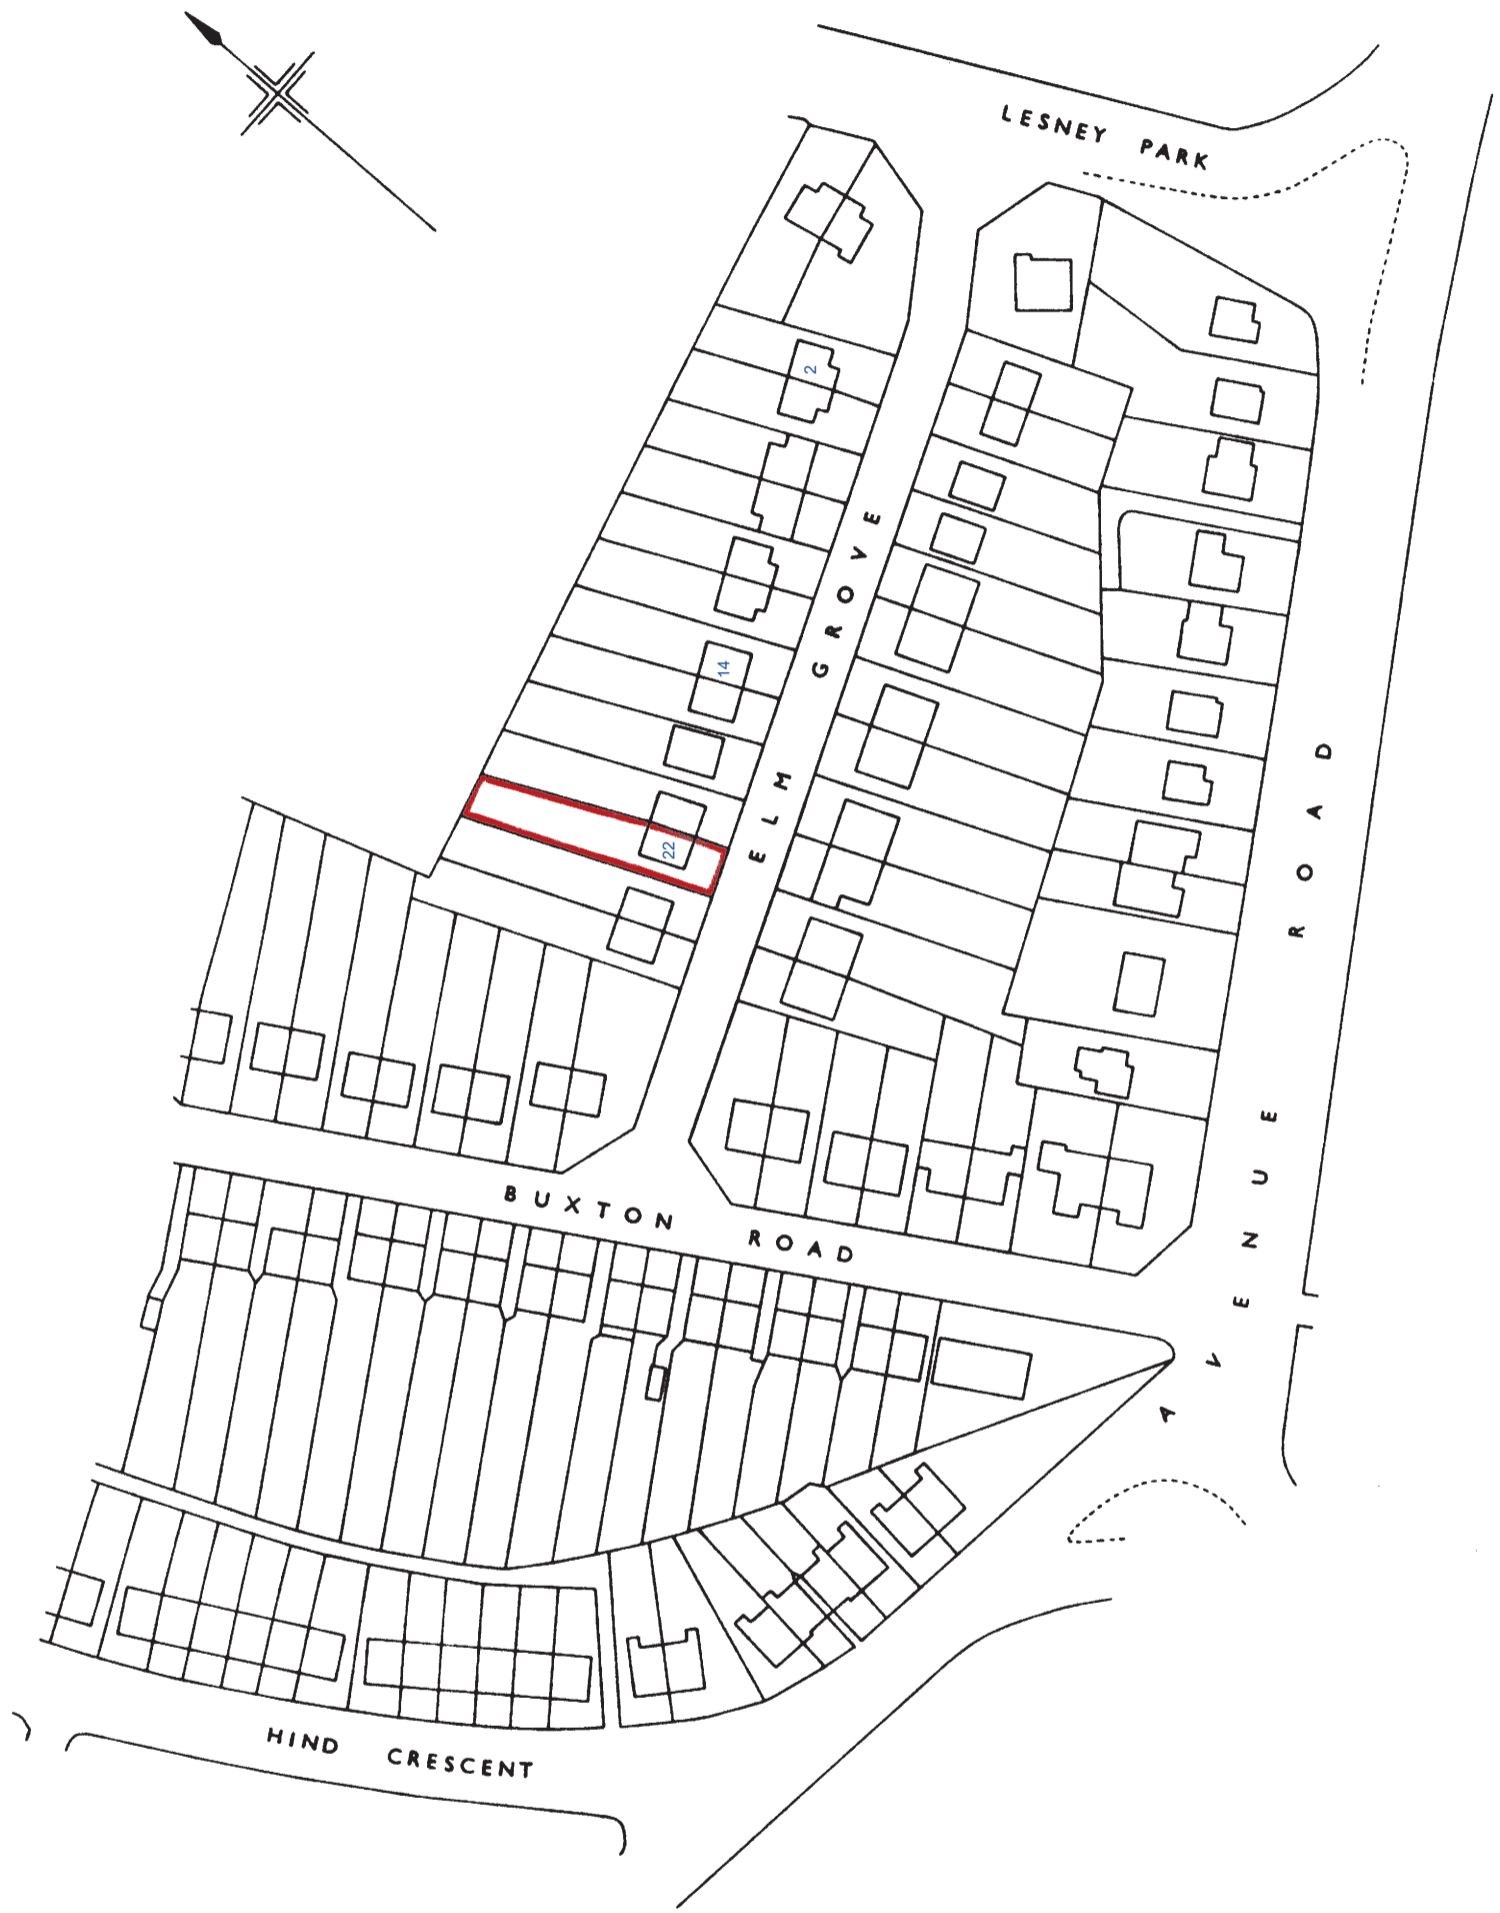 LESNEY PARK
2
14
22
ELM GROVE
AVENUE ROAD
BUXTON ROAD
HIND CRESCENT